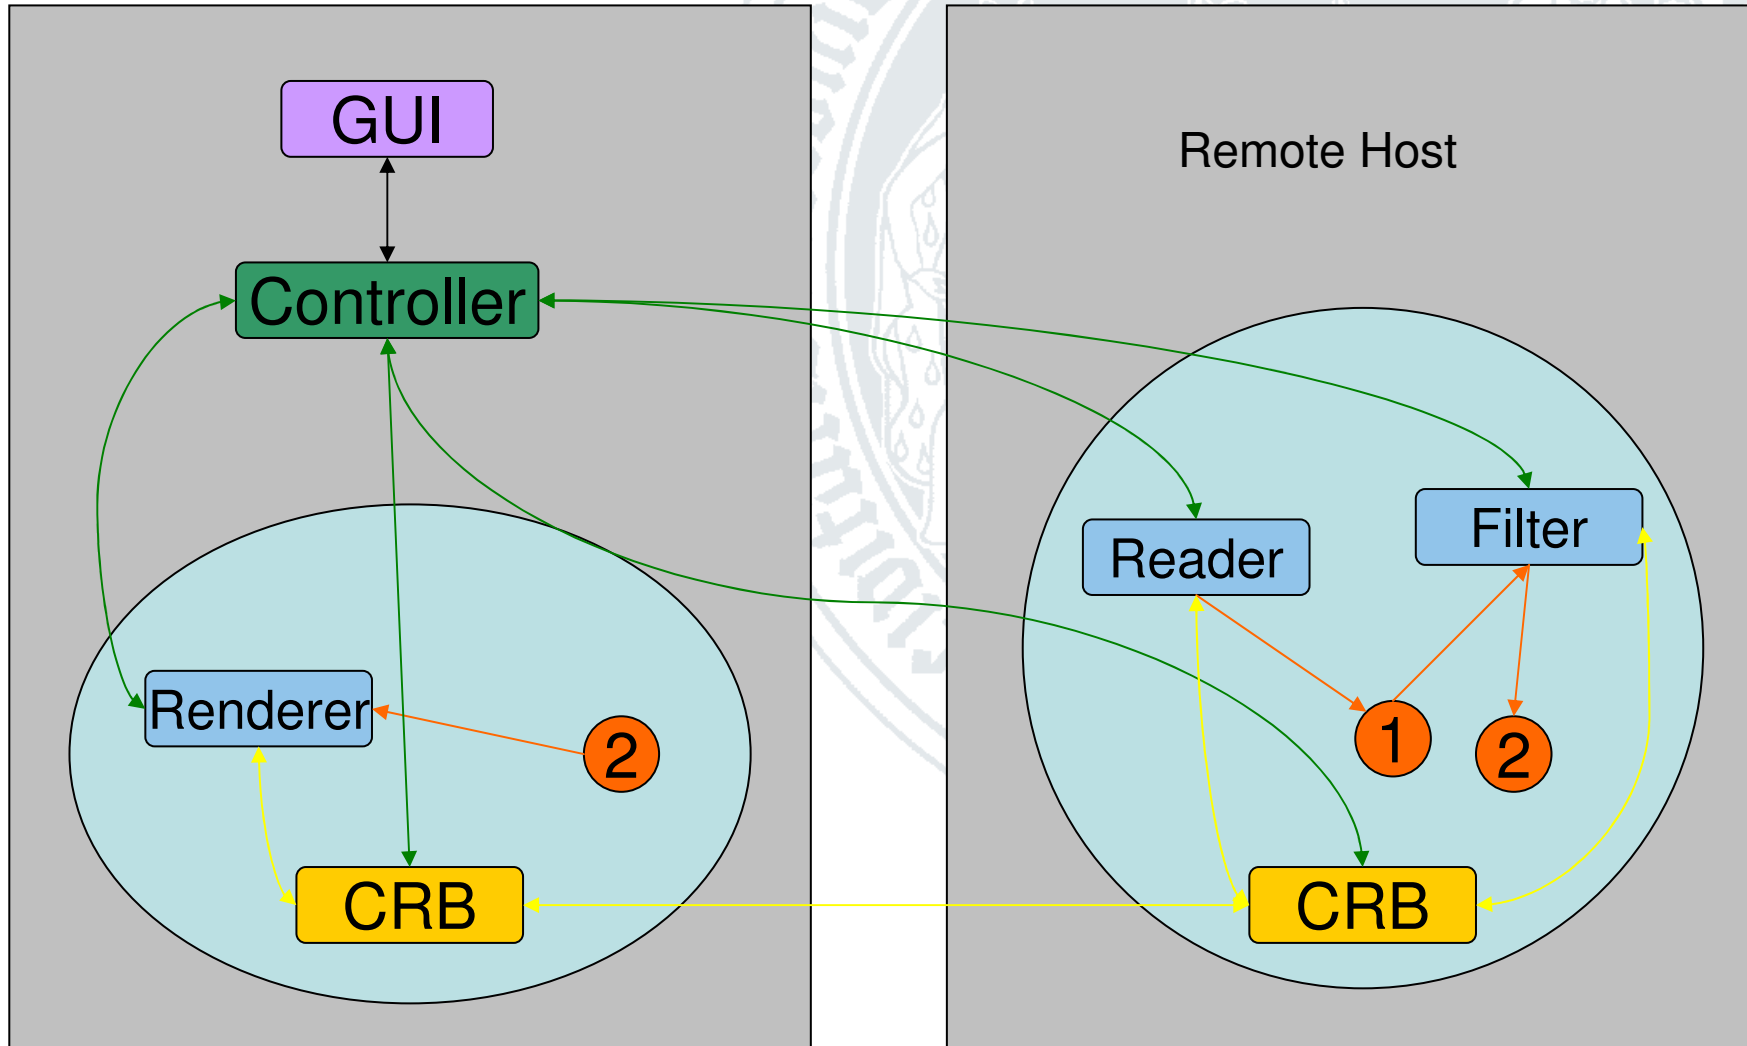 GUI
Remote Host
Controller
Filter
Reader
Renderer
2
1
2
CRB
CRB